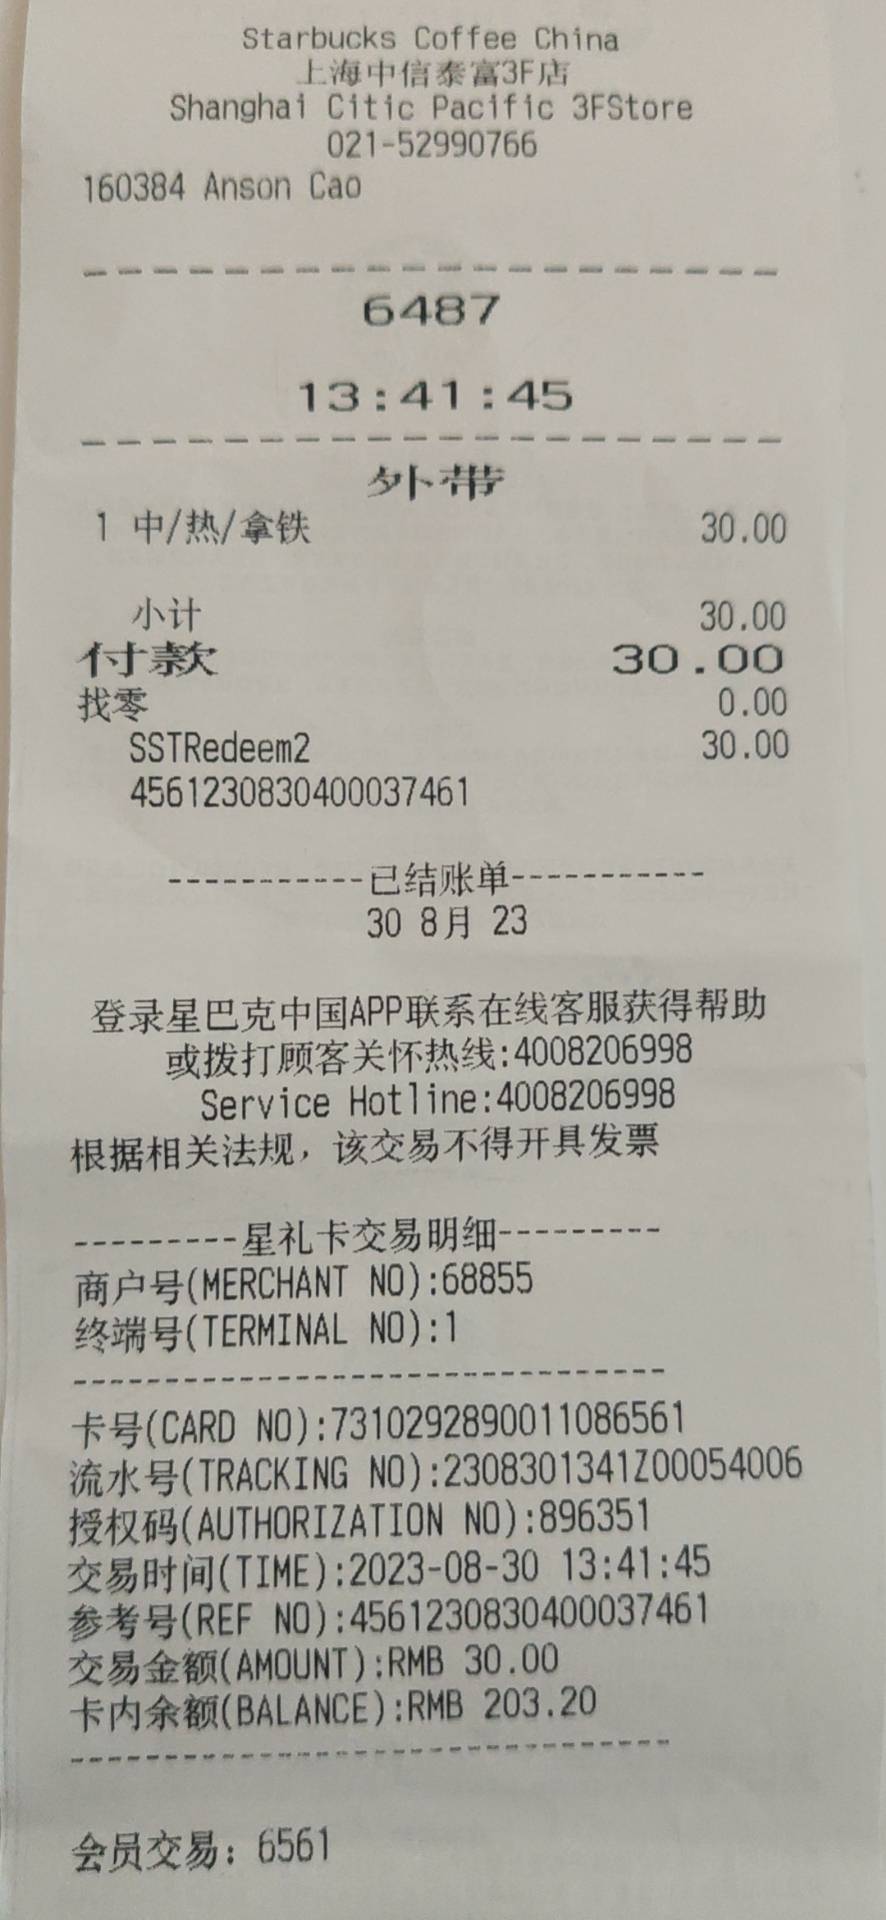 Starbucks Coffee China
上海中信泰富3F店
Shanghai Citic Pacific 3FStore
021-52990766
160384 Anson Cao
6487
13:41:45
外带
1 中/热/拿铁 30.00
小计 30.00
付款 30.00
找零 0.00
SSTRedeem2 30.00
4561230830400037461
-----------已结账单-----------
30 8月 23
登录星巴克中国APP联系在线客服获得帮助
或拨打顾客关怀热线:4008206998
Service Hotline:4008206998
根据相关法规，该交易不得开具发票
---------星礼卡交易明细---------
商户号(MERCHANT NO):68855
终端号(TERMINAL NO):1
卡号(CARD NO):7310292890011086561
流水号(TRACKING NO):2308301341Z00054006
授权码(AUTHORIZATION NO):896351
交易时间(TIME):2023-08-30 13:41:45
参考号(REF NO):4561230830400037461
交易金额(AMOUNT):RMB 30.00
卡内余额(BALANCE):RMB 203.20
会员交易: 6561